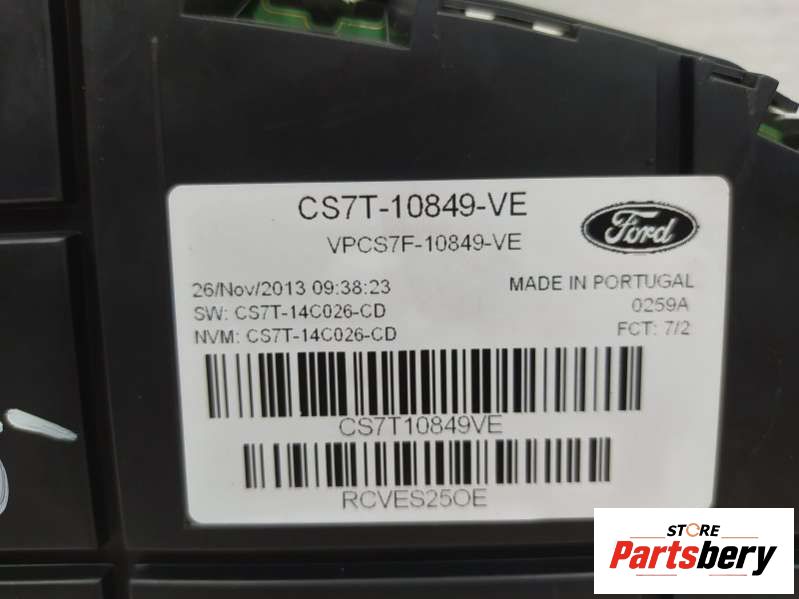 CS7T-10849-VE
VPCS7F-10849-VE
Ford
26/Nov/2013 09:38:23
MADE IN PORTUGAL
SW: CS7T-14C026-CD
0259A
NVM: CS7T-14C026-CD
FCT: 7/2
CS7T10849VE
RCVES25OE
STORE
Partsbery